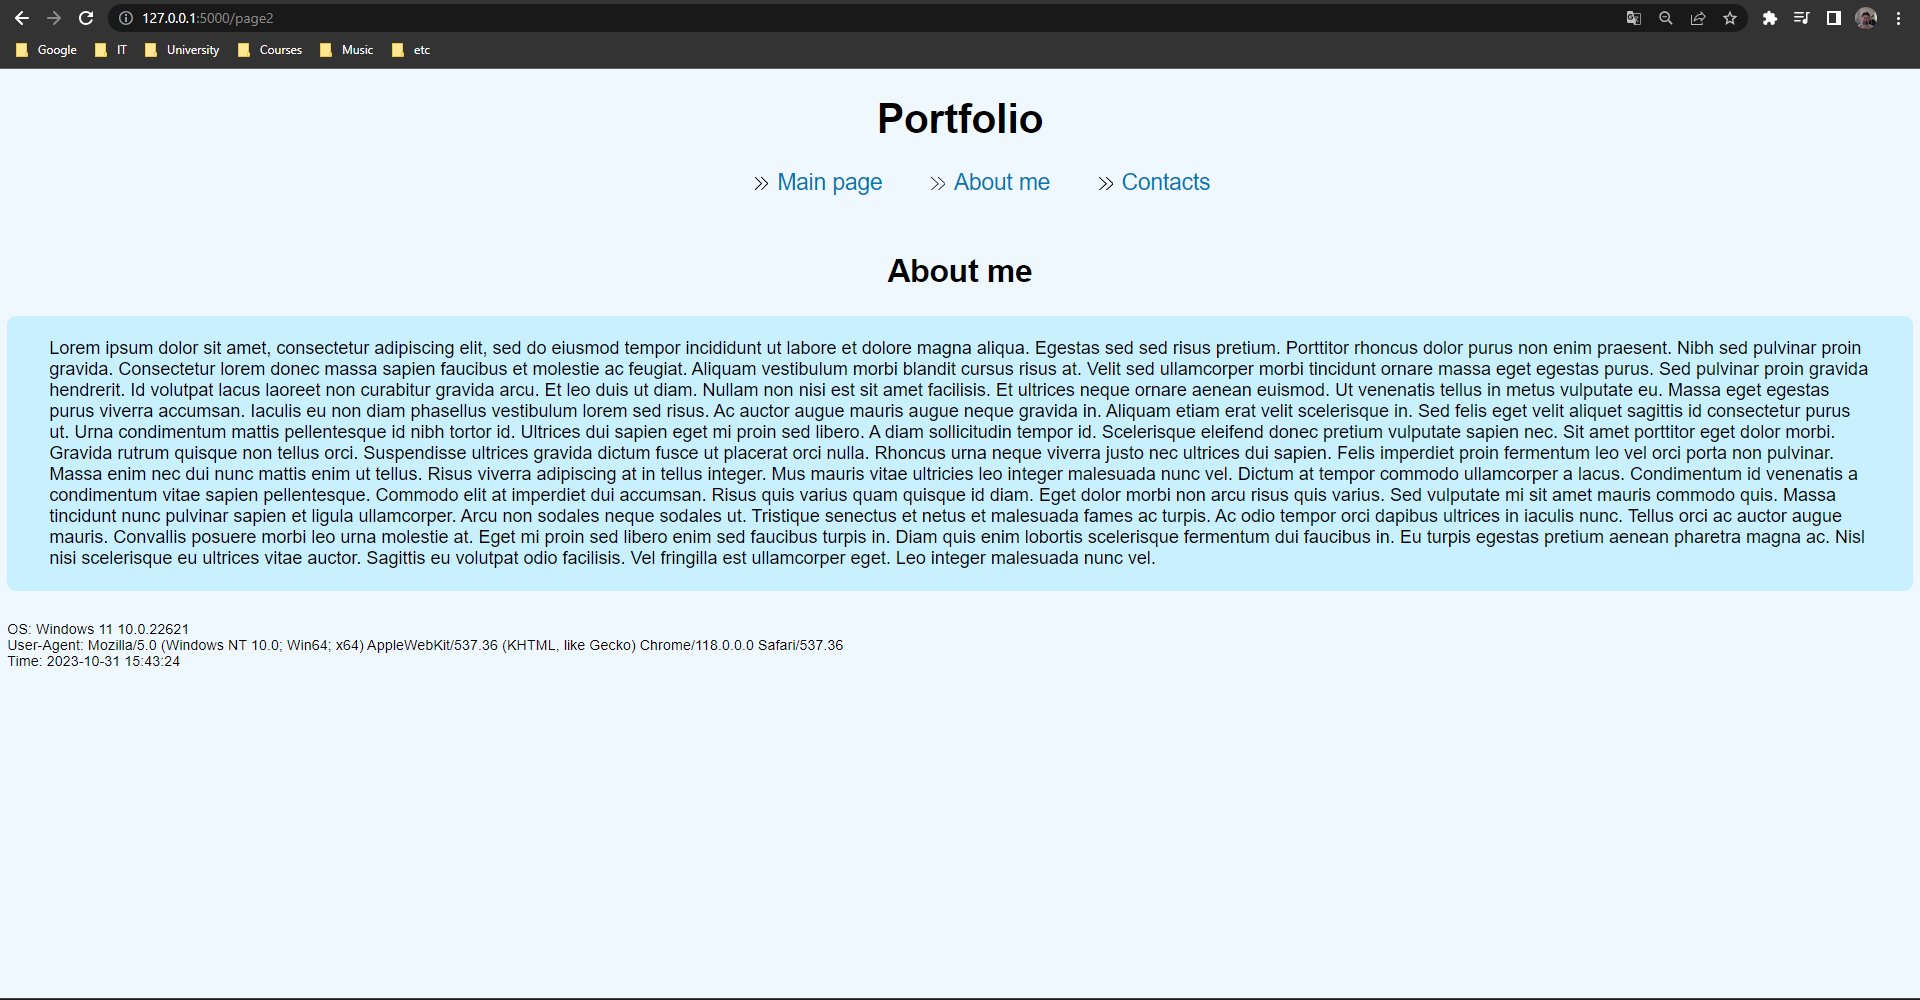 127.0.0.1:5000/page2
Google IT University Courses Music etc
Portfolio
Main page About me Contacts
About me
Lorem ipsum dolor sit amet, consectetur adipiscing elit, sed do eiusmod tempor incididunt ut labore et dolore magna aliqua. Egestas sed sed risus pretium. Porttitor rhoncus dolor purus non enim praesent. Nibh sed pulvinar proin
gravida. Consectetur lorem donec massa sapien faucibus et molestie ac feugiat. Aliquam vestibulum morbi blandit cursus risus at. Velit sed ullamcorper morbi tincidunt ornare massa eget egestas purus. Sed pulvinar proin gravida
hendrerit. Id volutpat lacus laoreet non curabitur gravida arcu. Et leo duis ut diam. Nullam non nisi est sit amet facilisis. Et ultrices neque ornare aenean euismod. Ut venenatis tellus in metus vulputate eu. Massa eget egestas
purus viverra accumsan. Iaculis eu non diam phasellus vestibulum lorem sed risus. Ac auctor augue mauris augue neque gravida in. Aliquam etiam erat velit scelerisque in. Sed felis eget velit aliquet sagittis id consectetur purus
ut. Urna condimentum mattis pellentesque id nibh tortor id. Ultrices dui sapien eget mi proin sed libero. A diam sollicitudin tempor id. Scelerisque eleifend donec pretium vulputate sapien nec. Sit amet porttitor eget dolor morbi.
Gravida rutrum quisque non tellus orci. Suspendisse ultrices gravida dictum fusce ut placerat orci nulla. Rhoncus urna neque viverra justo nec ultrices dui sapien. Felis imperdiet proin fermentum leo vel orci porta non pulvinar.
Massa enim nec dui nunc mattis enim ut tellus. Risus viverra adipiscing at in tellus integer. Mus mauris vitae ultricies leo integer malesuada nunc vel. Dictum at tempor commodo ullamcorper a lacus. Condimentum id venenatis a
condimentum vitae sapien pellentesque. Commodo elit at imperdiet dui accumsan. Risus quis varius quam quisque id diam. Eget dolor morbi non arcu risus quis varius. Sed vulputate mi sit amet mauris commodo quis. Massa
tincidunt nunc pulvinar sapien et ligula ullamcorper. Arcu non sodales neque sodales ut. Tristique senectus et netus et malesuada fames ac turpis. Ac odio tempor orci dapibus ultrices in iaculis nunc. Tellus orci ac auctor augue
mauris. Convallis posuere morbi leo urna molestie at. Eget mi proin sed libero enim sed faucibus turpis in. Diam quis enim lobortis scelerisque fermentum dui faucibus in. Eu turpis egestas pretium aenean pharetra magna ac. Nisl
nisi scelerisque eu ultrices vitae auctor. Sagittis eu volutpat odio facilisis. Vel fringilla est ullamcorper eget. Leo integer malesuada nunc vel.
OS: Windows 11 10.0.22621
User-Agent: Mozilla/5.0 (Windows NT 10.0; Win64; x64) AppleWebKit/537.36 (KHTML, like Gecko) Chrome/118.0.0.0 Safari/537.36
Time: 2023-10-31 15:43:24